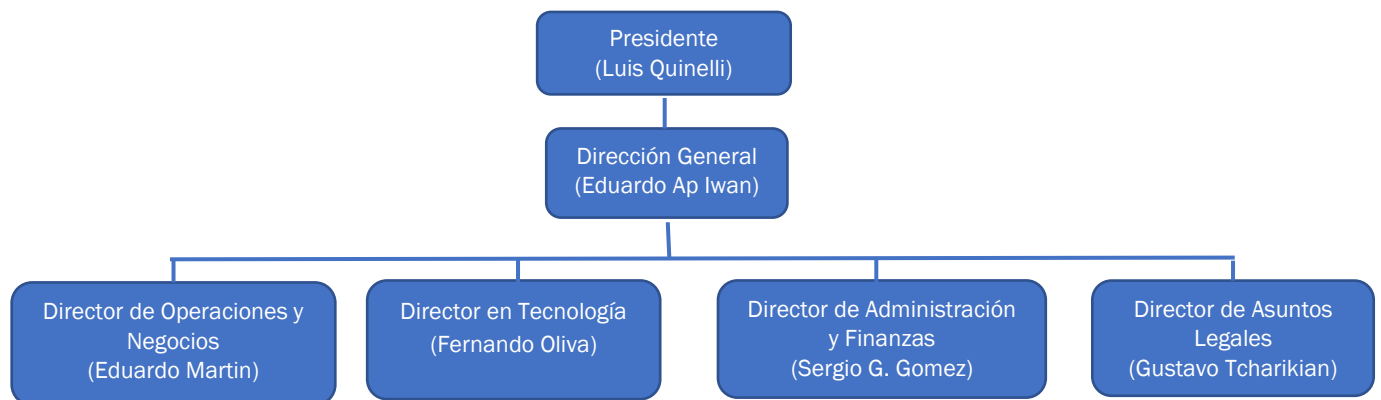 Presidente
(Luis Quinelli)
Dirección General
(Eduardo Ap Iwan)
Director de Operaciones y
Negocios
(Eduardo Martin)
Director en Tecnología
(Fernando Oliva)
Director de Administración
y Finanzas
(Sergio G. Gomez)
Director de Asuntos
Legales
(Gustavo Tcharikian)